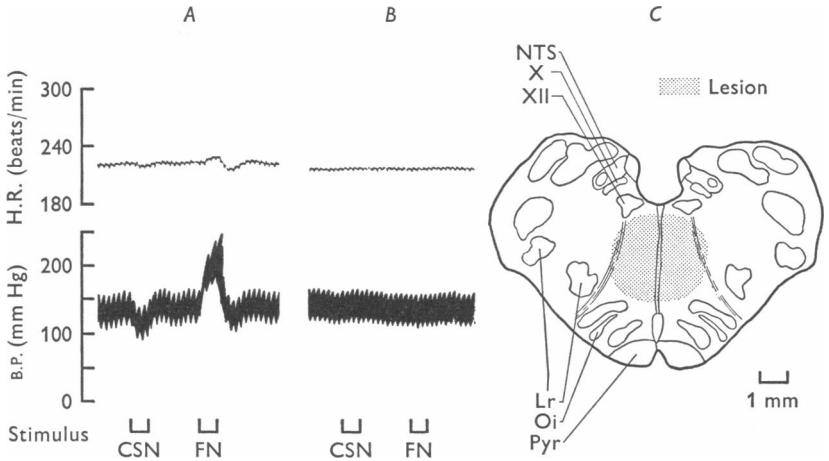 A B C
H.R. (beats/min)
300
240
180
B.P. (mm Hg)
200
100
0
Stimulus
CSN FN
CSN FN
NTS
X
XII
Lesion
Lr
Oi
Pyr
1 mm